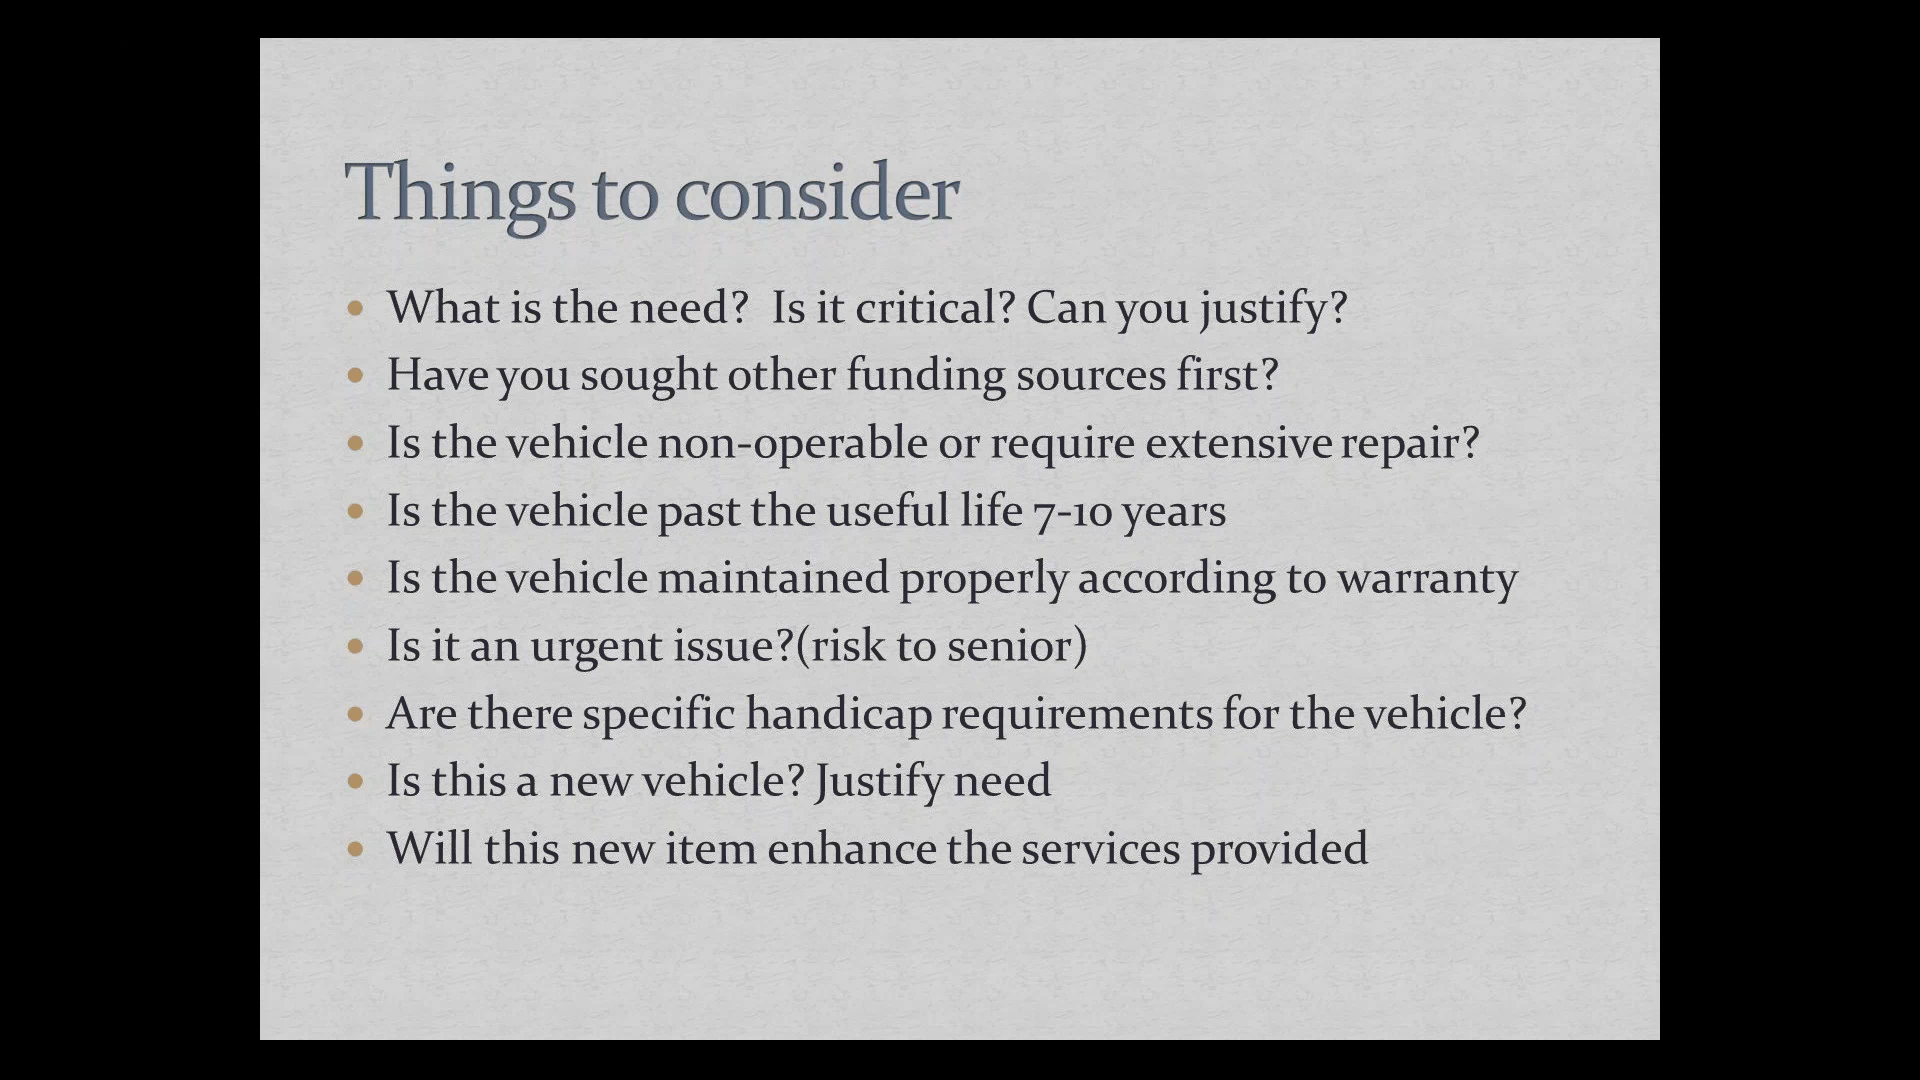 Things to consider
What is the need?  Is it critical? Can you justify?
Have you sought other funding sources first?
Is the vehicle non-operable or require extensive repair?
Is the vehicle past the useful life 7-10 years
Is the vehicle maintained properly according to warranty
Is it an urgent issue?(risk to senior)
Are there specific handicap requirements for the vehicle?
Is this a new vehicle? Justify need
Will this new item enhance the services provided